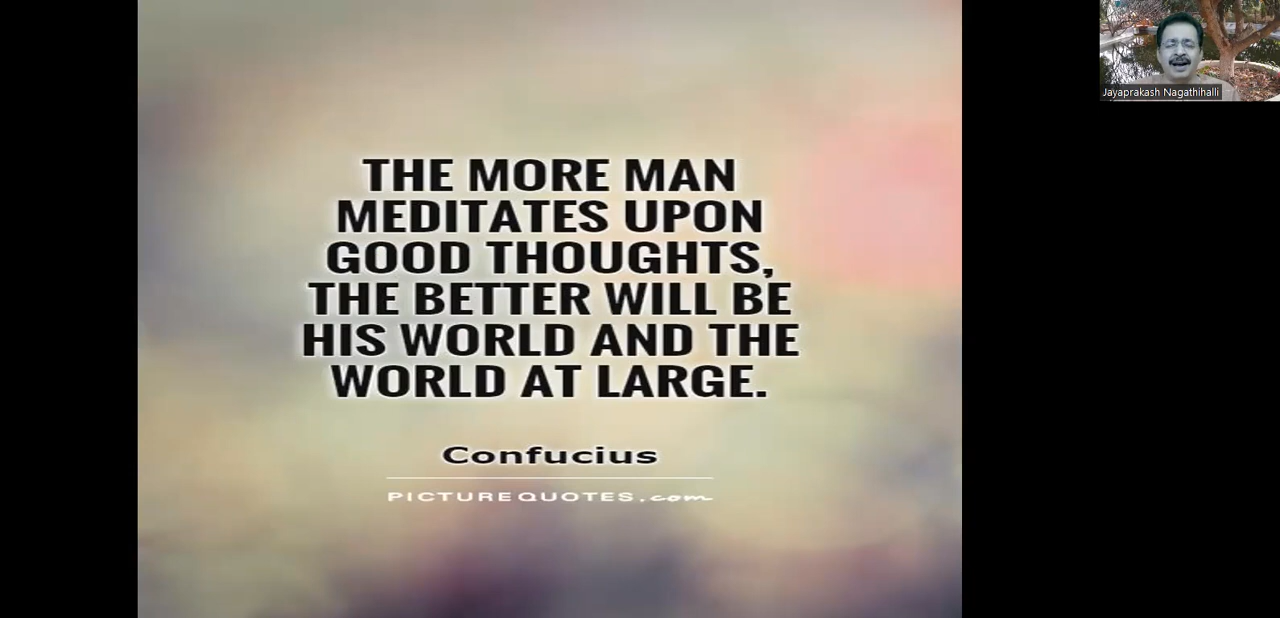 THE MORE MAN
MEDITATES UPON
GOOD THOUGHTS,
THE BETTER WILL BE
HIS WORLD AND THE
WORLD AT LARGE.
Confucius
PICTUREQUOTES.com
Jayaprakash Nagathihalli